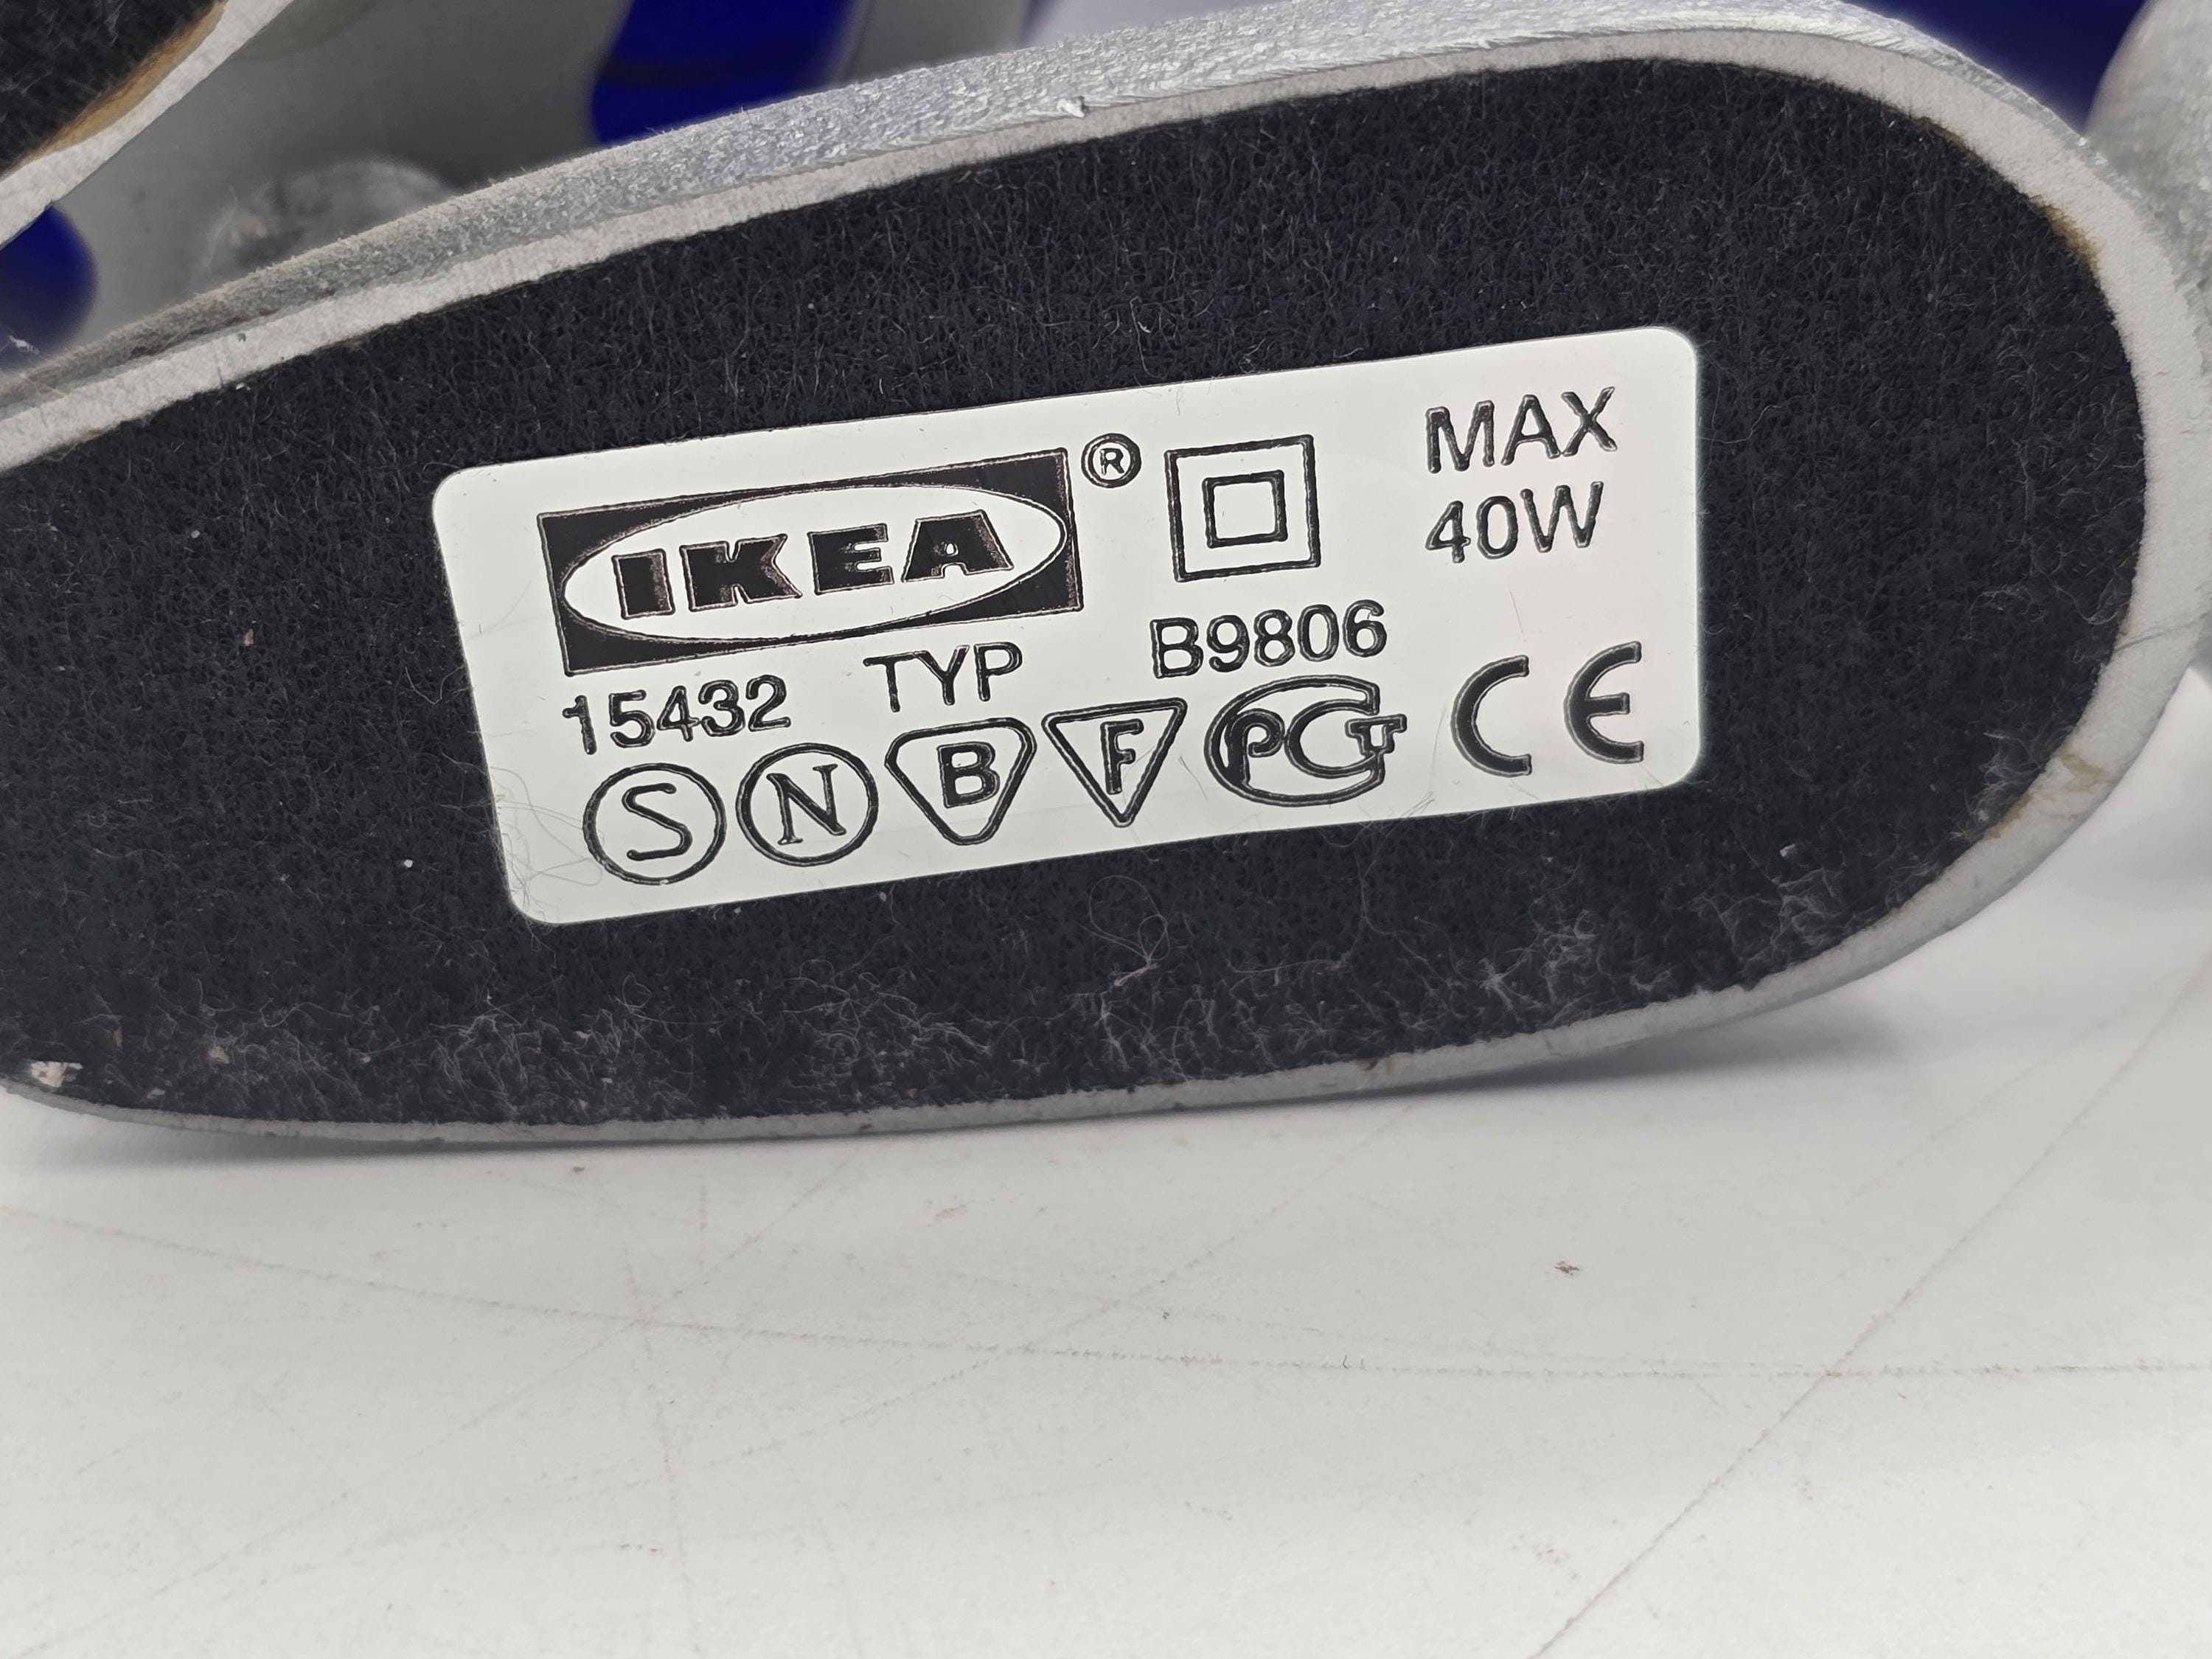 IKEA ® MAX
40W
15432 TYP B9806
S N B F PCT CE